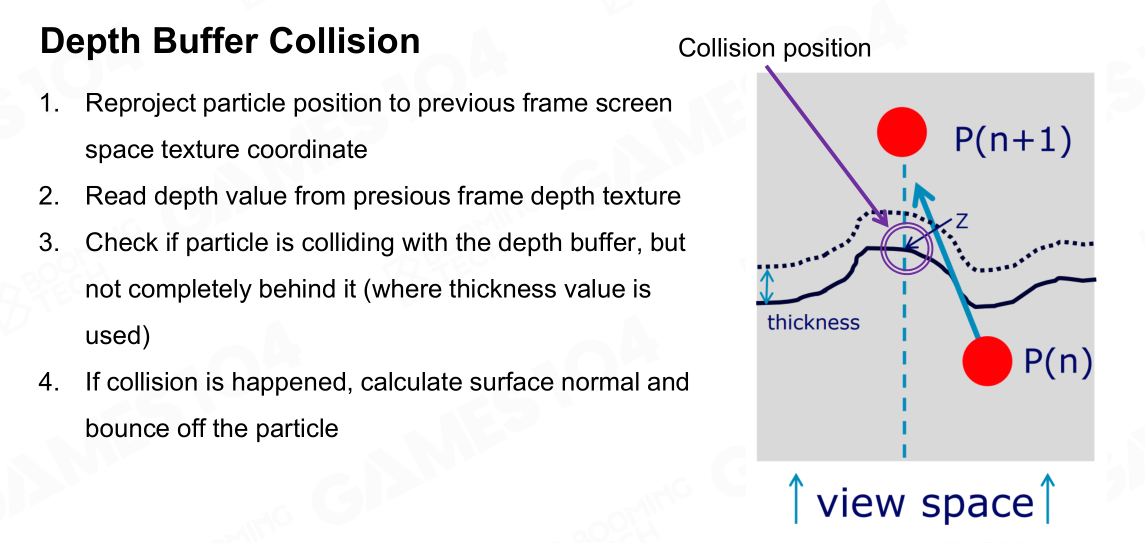 Depth Buffer Collision
1. Reproject particle position to previous frame screen
space texture coordinate
2. Read depth value from presious frame depth texture
3. Check if particle is colliding with the depth buffer, but
not completely behind it (where thickness value is
used)
4. If collision is happened, calculate surface normal and
bounce off the particle
Collision position
P(n+1)
Z
thickness
P(n)
view space
GAMES104
BOOMING
TECH